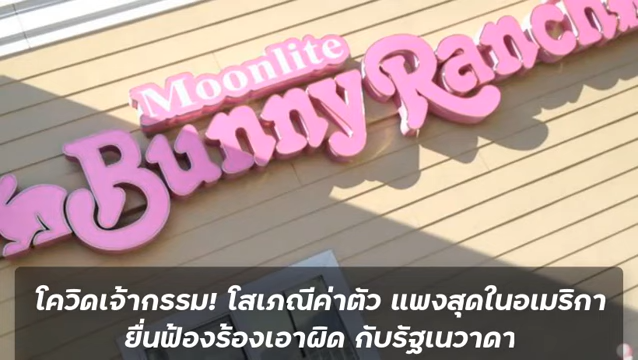 Moonlite
Bunny Ranch
โควิดเจ้ากรรม! โสเภณีค่าตัว แพงสุดในอเมริกา
ยื่นฟ้องร้องเอาผิด กับรัฐเนวาดา